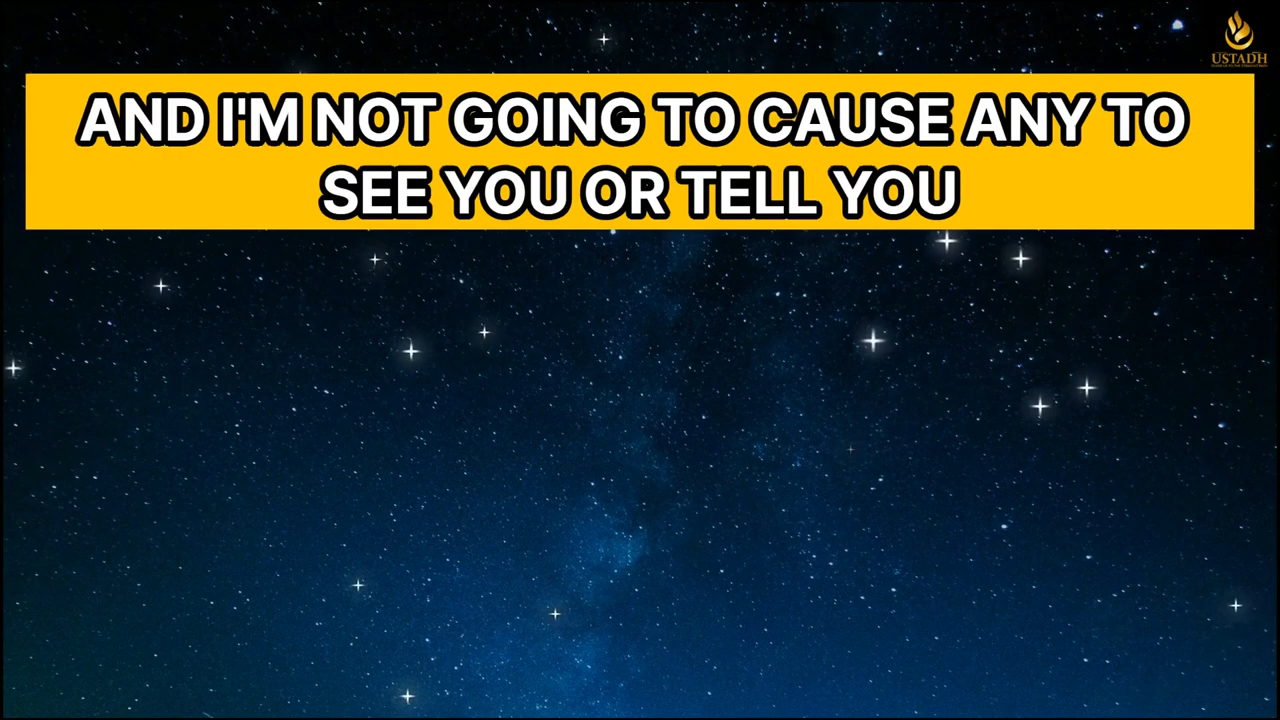 USTADH
AND I'M NOT GOING TO CAUSE ANY TO
SEE YOU OR TELL YOU